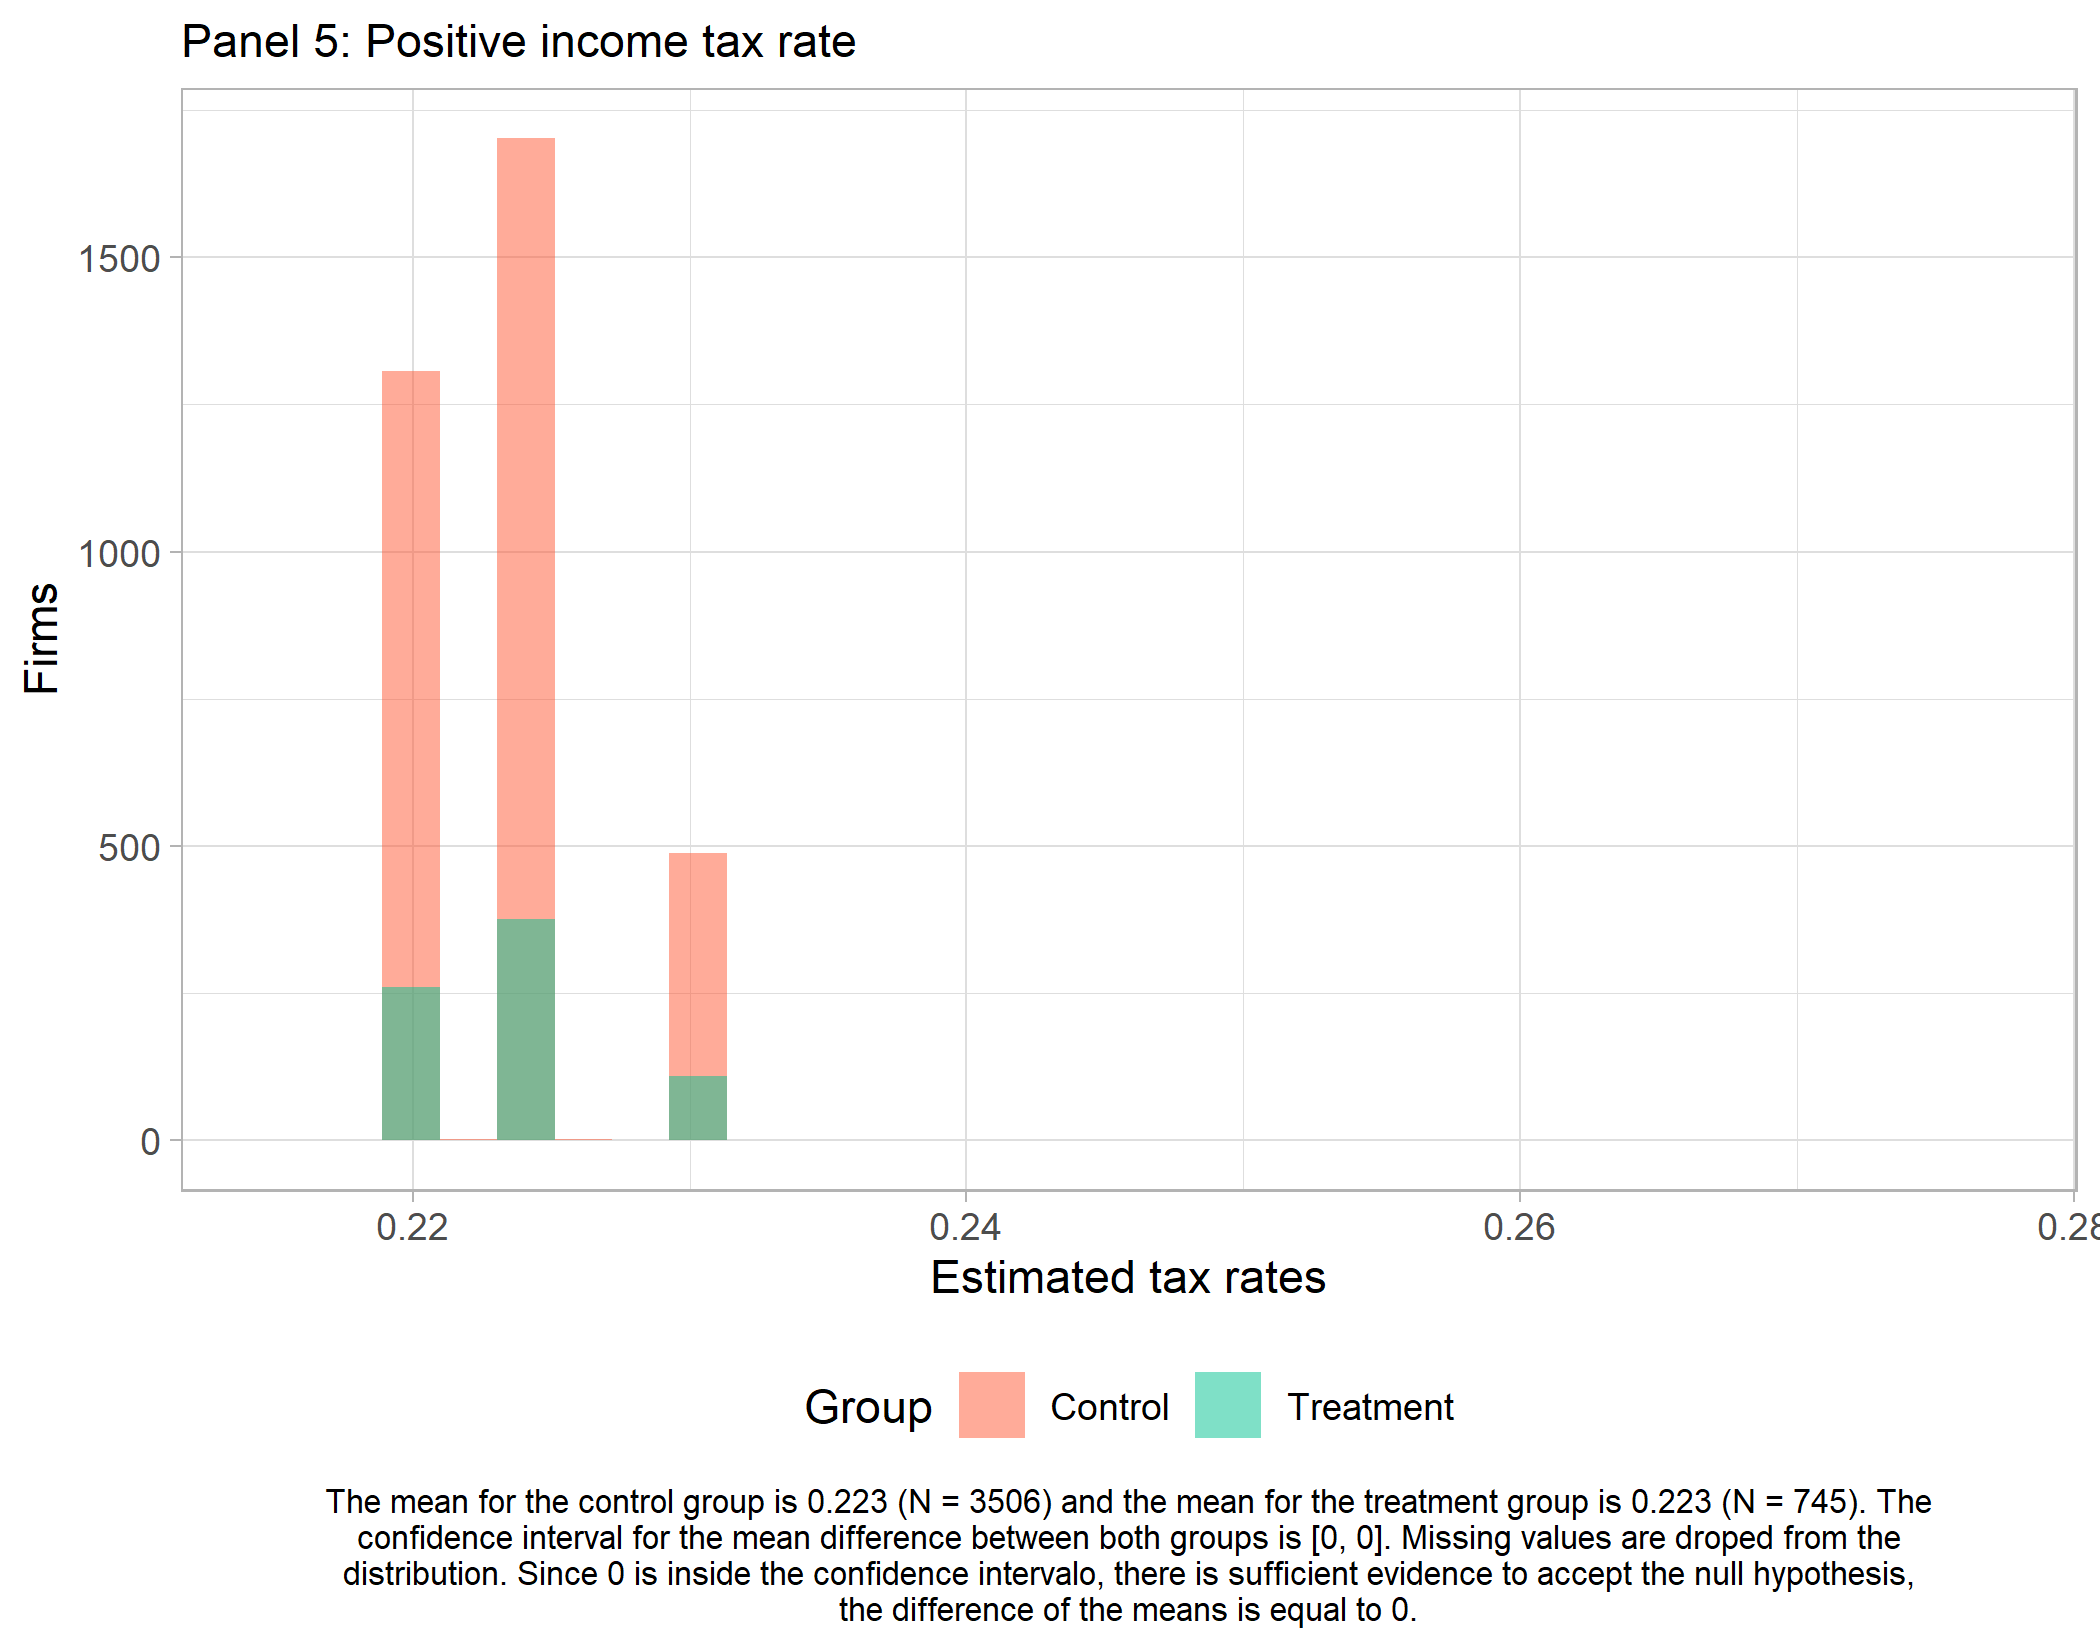 Panel 5: Positive income tax rate
1500
1000
500
0
Firms
0.22 0.24 0.26 0.28
Estimated tax rates
Group Control Treatment
The mean for the control group is 0.223 (N = 3506) and the mean for the treatment group is 0.223 (N = 745). The
confidence interval for the mean difference between both groups is [0, 0]. Missing values are droped from the
distribution. Since 0 is inside the confidence intervalo, there is sufficient evidence to accept the null hypothesis,
the difference of the means is equal to 0.